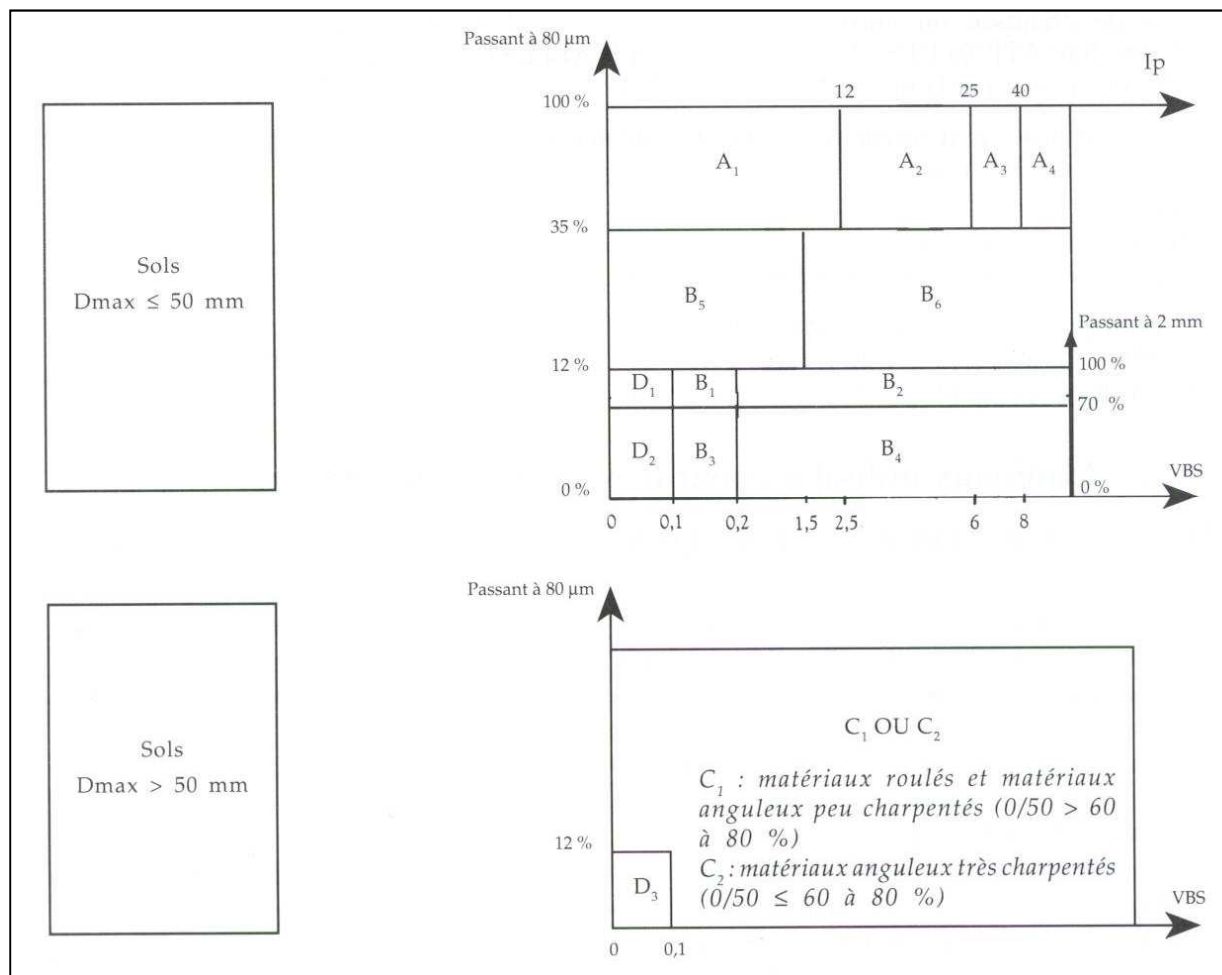 Passant à 80 µm
Ip
100 %
12
25
40
A₁
A₂
A₃
A₄
35 %
Sols
Dmax ≤ 50 mm
B₅
B₆
Passant à 2 mm
12 %
100 %
D₁
B₁
B₂
70 %
D₂
B₃
B₄
VBS
0 %
0 %
0
0,1
0,2
1,5
2,5
6
8
Passant à 80 µm
Sols
Dmax > 50 mm
C₁ OU C₂
C₁ : matériaux roulés et matériaux
anguleux peu charpentés (0/50 > 60
à 80 %)
C₂ : matériaux anguleux très charpentés
(0/50 ≤ 60 à 80 %)
12 %
D₃
VBS
0
0,1